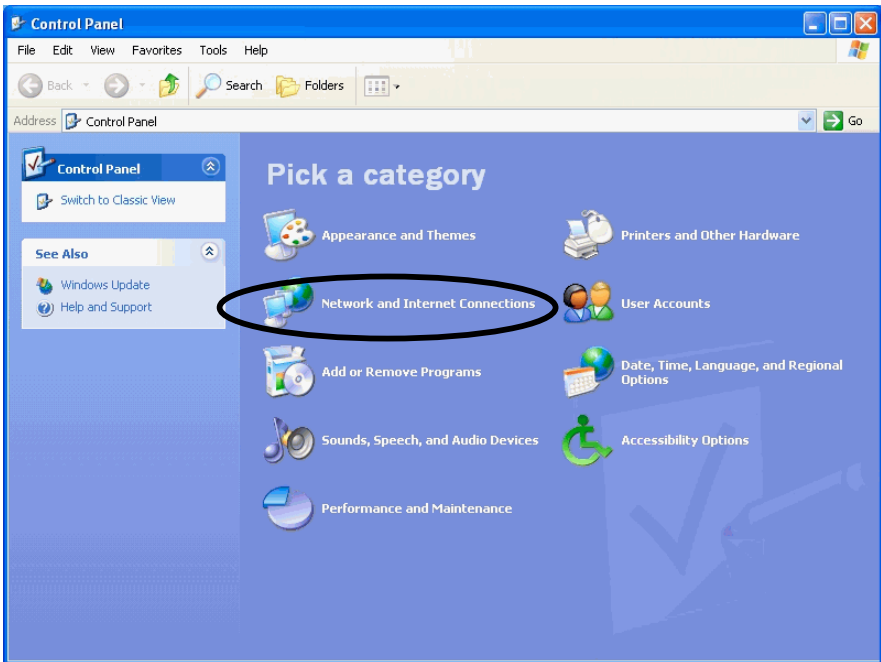 Control Panel
File Edit View Favorites Tools Help
Back Search Folders
Address Control Panel Go
Control Panel
Switch to Classic View
See Also
Windows Update
Help and Support
Pick a category
Appearance and Themes
Printers and Other Hardware
Network and Internet Connections
User Accounts
Add or Remove Programs
Date, Time, Language, and Regional
Options
Sounds, Speech, and Audio Devices
Accessibility Options
Performance and Maintenance